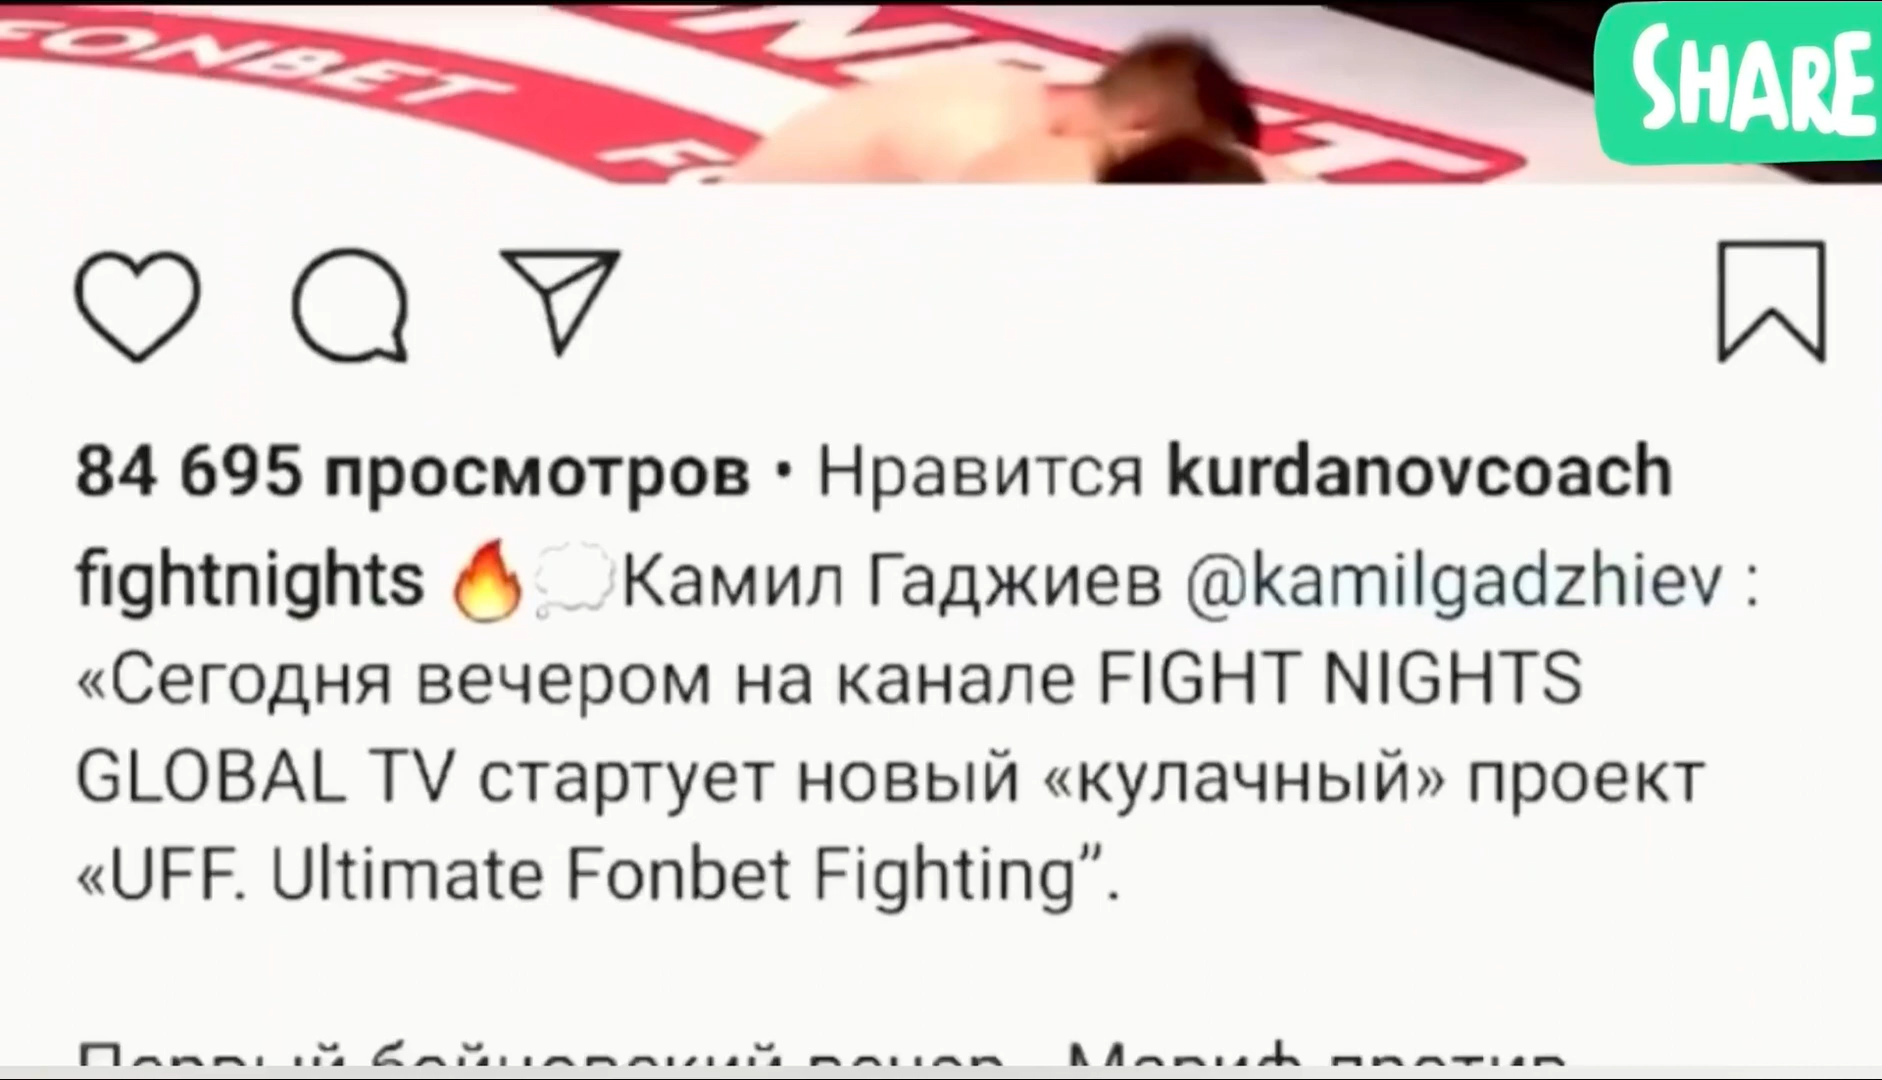 FONBET
SHARE
84 695 просмотров • Нравится kurdanovcoach
fightnights 🔥💭Камил Гаджиев @kamilgadzhiev :
«Сегодня вечером на канале FIGHT NIGHTS
GLOBAL TV стартует новый «кулачный» проект
«UFF. Ultimate Fonbet Fighting”.